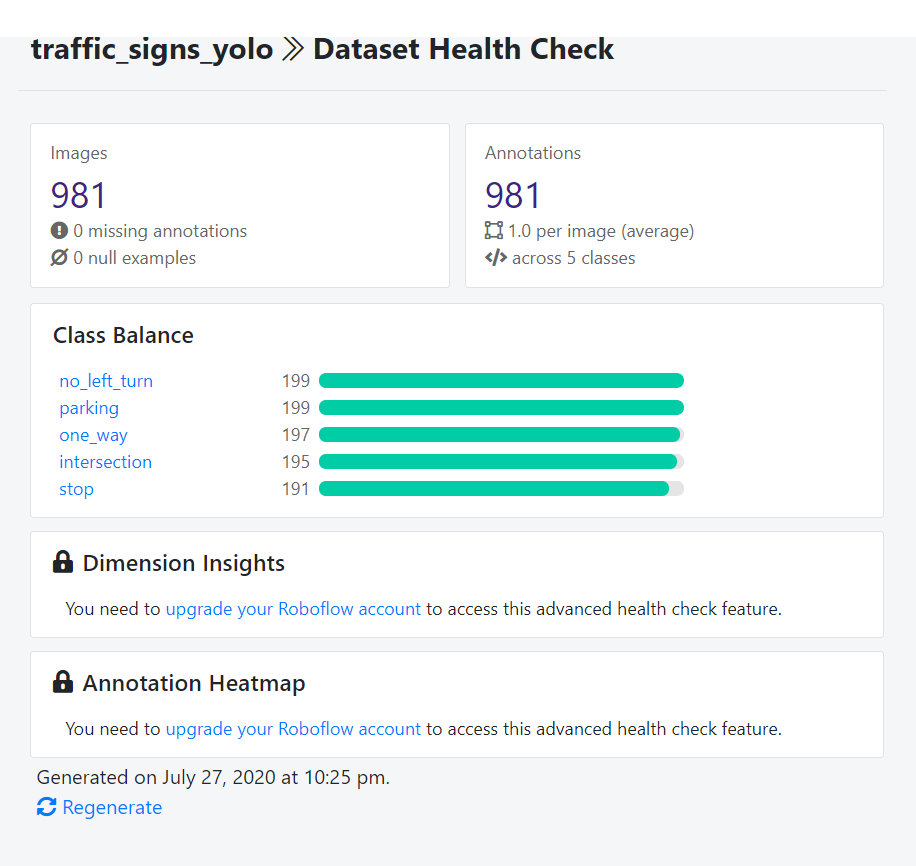 traffic_signs_yolo » Dataset Health Check
Images
981
0 missing annotations
0 null examples
Annotations
981
1.0 per image (average)
across 5 classes
Class Balance
no_left_turn 199
parking 199
one_way 197
intersection 195
stop 191
Dimension Insights
You need to upgrade your Roboflow account to access this advanced health check feature.
Annotation Heatmap
You need to upgrade your Roboflow account to access this advanced health check feature.
Generated on July 27, 2020 at 10:25 pm.
Regenerate